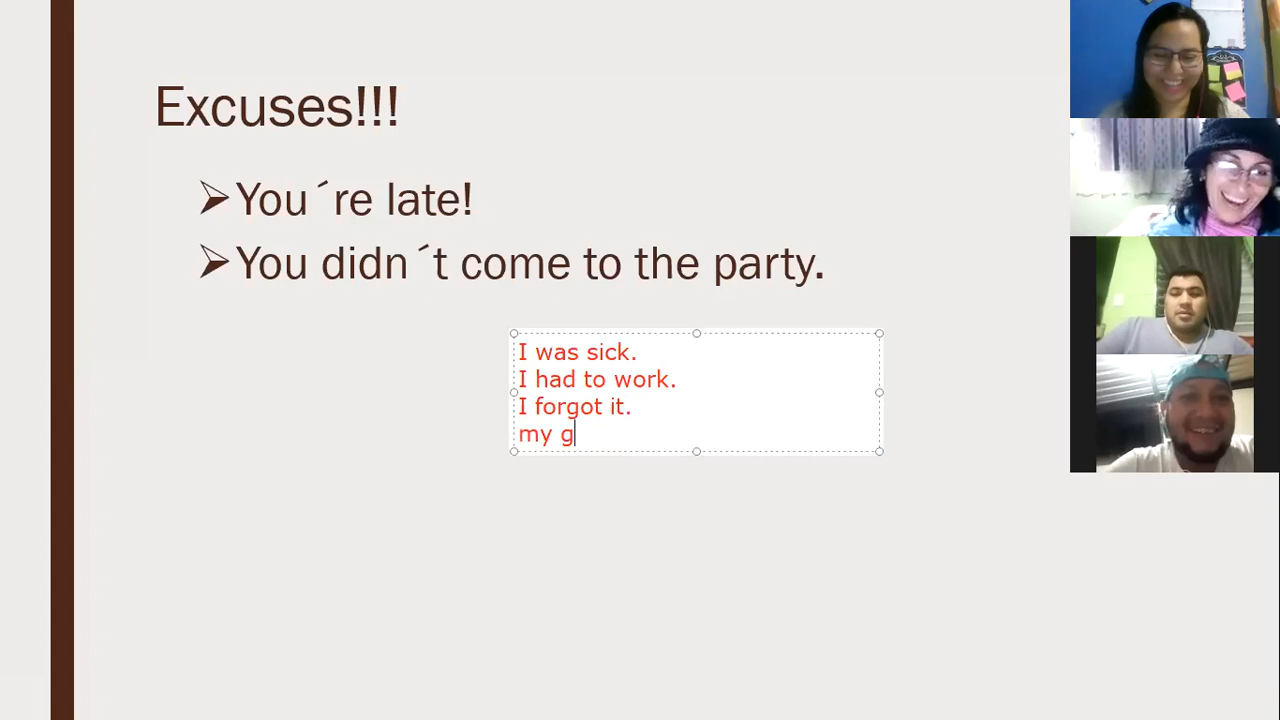 Excuses!!!
You´re late!
You didn´t come to the party.
I was sick.
I had to work.
I forgot it.
my g